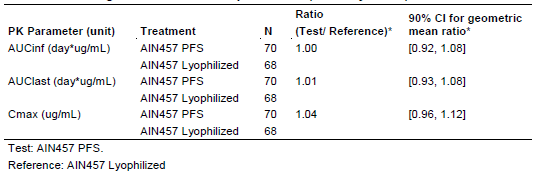 PK Parameter (unit) Treatment N Ratio (Test/ Reference)* 90% CI for geometric mean ratio*
AUCinf (day*ug/mL) AIN457 PFS 70 1.00 [0.92, 1.08]
AIN457 Lyophilized 68
AUClast (day*ug/mL) AIN457 PFS 70 1.01 [0.93, 1.08]
AIN457 Lyophilized 68
Cmax (ug/mL) AIN457 PFS 70 1.04 [0.96, 1.12]
AIN457 Lyophilized 68
Test: AIN457 PFS.
Reference: AIN457 Lyophilized